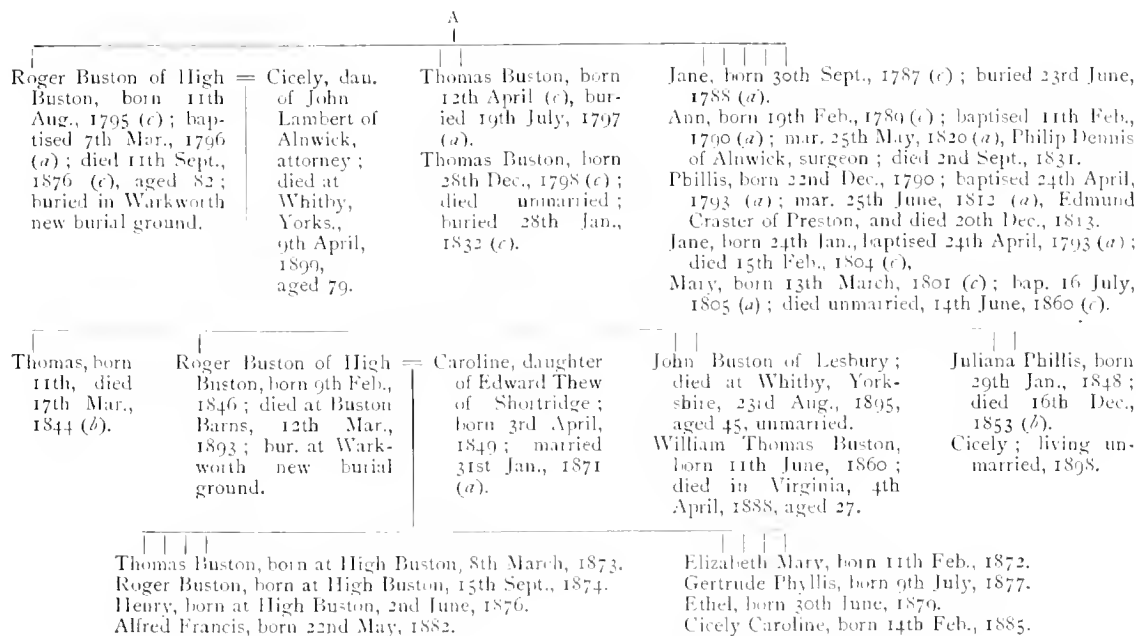 A
Roger Buston of High
Buston, born 11th
Aug., 1795 (c) ; bap-
tised 7th Mar., 1796
(a) ; died 11th Sept.,
1876 (c), aged 82 ;
buried in Warkworth
new burial ground.
= Cicely, dau.
of John
Lambert of
Alnwick,
attorney ;
died at
Whitby,
Yorks.,
9th April,
1899,
aged 79.
Thomas Buston, born
12th April (c), bur-
ied 19th July, 1797
(a).
Thomas Buston, born
28th Dec., 1798 (c) ;
died unmarried ;
buried 28th Jan.,
1832 (c).
Jane, born 30th Sept., 1787 (c) ; buried 23rd June,
1788 (a).
Ann, born 19th Feb., 1789 (c) ; baptised 11th Feb.,
1790 (a) ; mar. 25th May, 1820 (a), Philip Dennis
of Alnwick, surgeon ; died 2nd Sept., 1831.
Phillis, born 22nd Dec., 1790 ; baptised 24th April,
1793 (a) ; mar. 25th June, 1812 (a), Edmund
Craster of Preston, and died 20th Dec., 1813.
Jane, born 24th Jan., baptised 24th April, 1793 (a) ;
died 15th Feb., 1804 (c),
Mary, born 13th March, 1801 (c) ; bap. 16 July,
1805 (a) ; died unmarried, 14th June, 1860 (c).
Thomas, born
11th, died
17th Mar.,
1844 (b).
Roger Buston of High
Buston, born 9th Feb.,
1846 ; died at Buston
Barns, 12th Mar.,
1893 ; bur. at Wark-
worth new burial
ground.
= Caroline, daughter
of Edward Thew
of Shortridge ;
born 3rd April,
1849 ; married
31st Jan., 1871
(a).
John Buston of Lesbury ;
died at Whitby, York-
shire, 23rd Aug., 1895,
aged 45, unmarried.
William Thomas Buston,
born 11th June, 1860 ;
died in Virginia, 4th
April, 1888, aged 27.
Juliana Phillis, born
29th Jan., 1848 ;
died 16th Dec.,
1853 (b).
Cicely ; living un-
married, 1898.
Thomas Buston, born at High Buston, 8th March, 1873.
Roger Buston, born at High Buston, 15th Sept., 1874.
Henry, born at High Buston, 2nd June, 1876.
Alfred Francis, born 22nd May, 1882.
Elizabeth Mary, born 11th Feb., 1872.
Gertrude Phyllis, born 9th July, 1877.
Ethel, born 30th June, 1879.
Cicely Caroline, born 14th Feb., 1885.